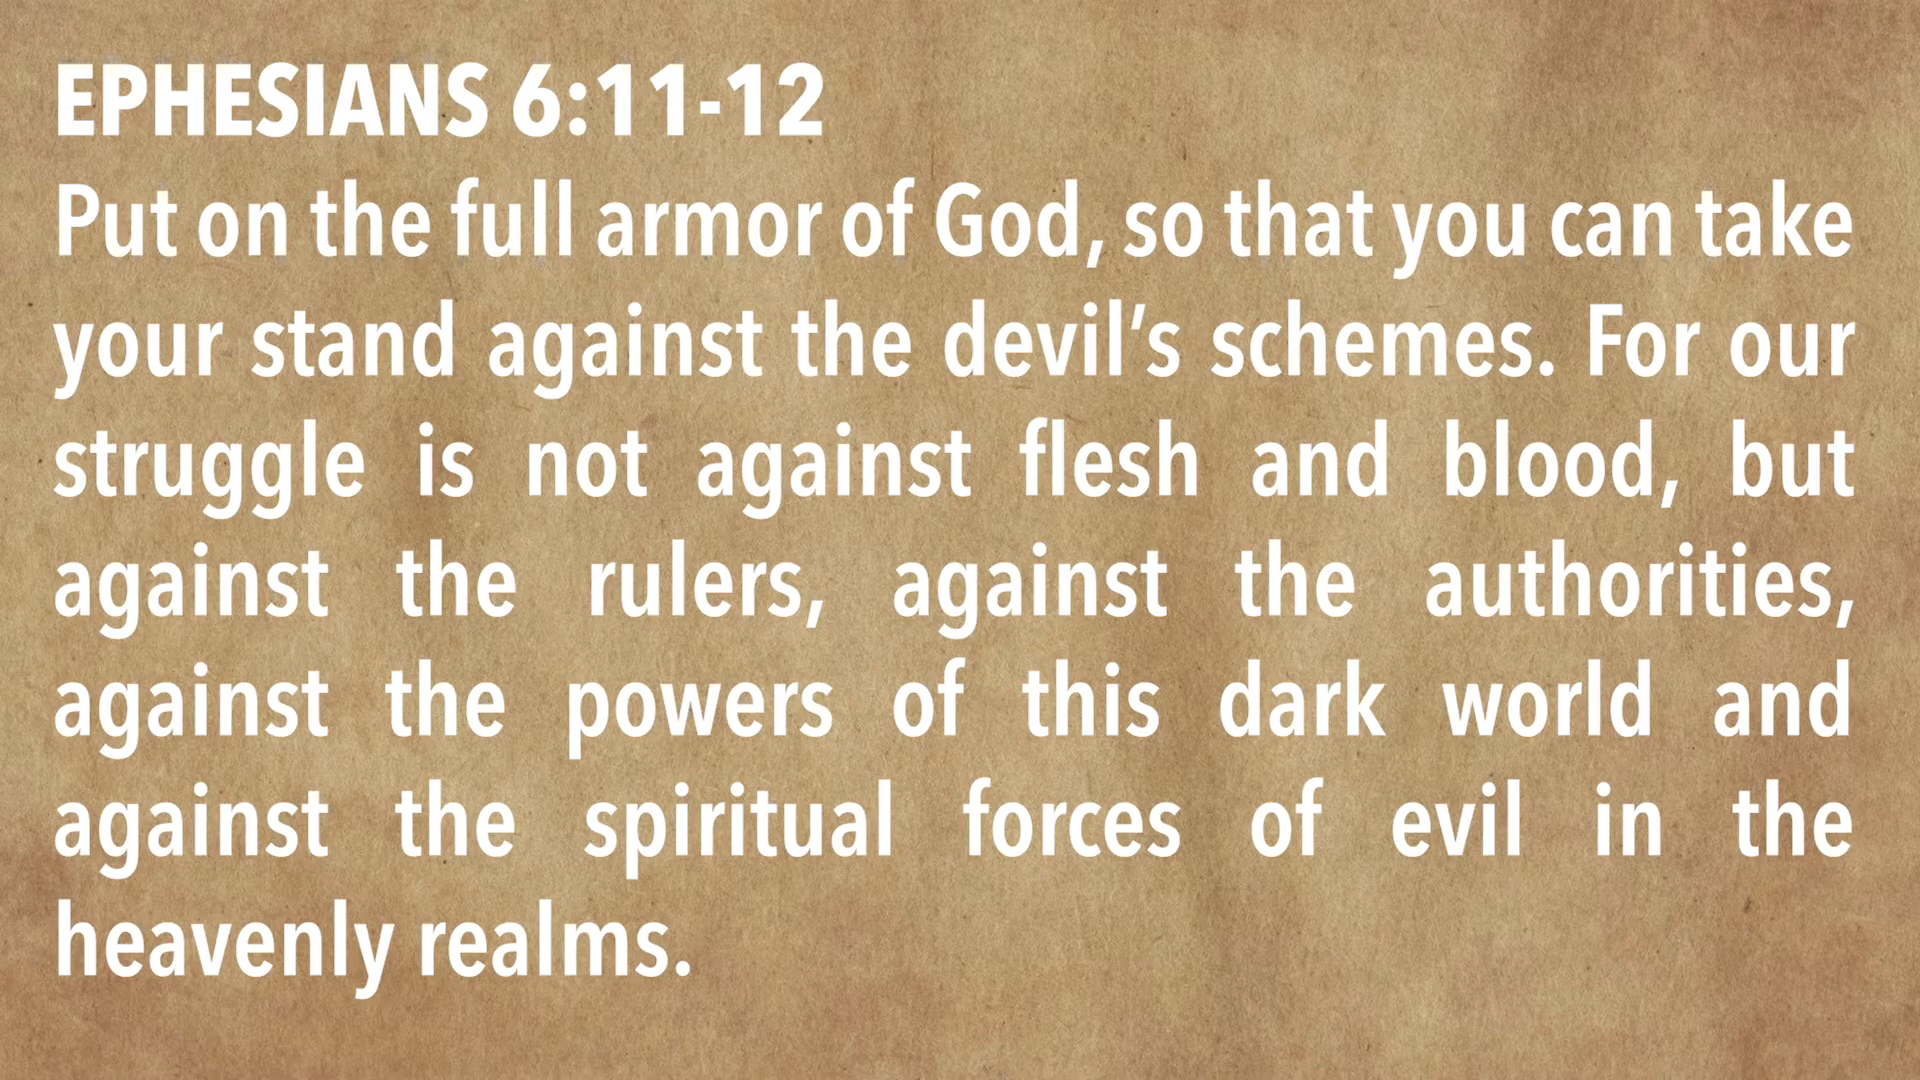 EPHESIANS 6:11-12
Put on the full armor of God, so that you can take
your stand against the devil’s schemes. For our
struggle is not against flesh and blood, but
against the rulers, against the authorities,
against the powers of this dark world and
against the spiritual forces of evil in the
heavenly realms.